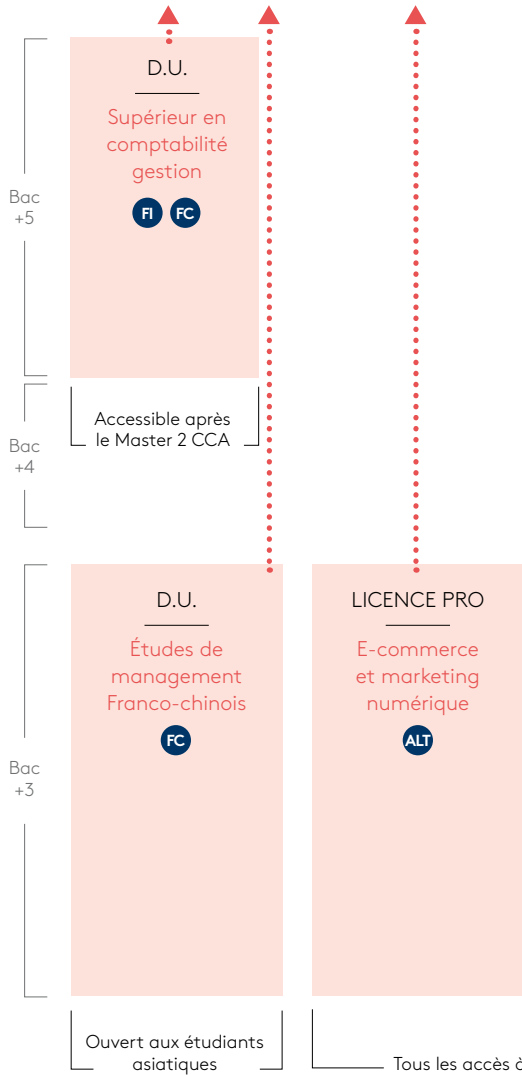 D.U.
Supérieur en
comptabilité
gestion
FI FC
Bac
+5
Accessible après
le Master 2 CCA
Bac
+4
D.U.
Études de
management
Franco-chinois
FC
LICENCE PRO
E-commerce
et marketing
numérique
ALT
Bac
+3
Ouvert aux étudiants
asiatiques
Tous les accès à